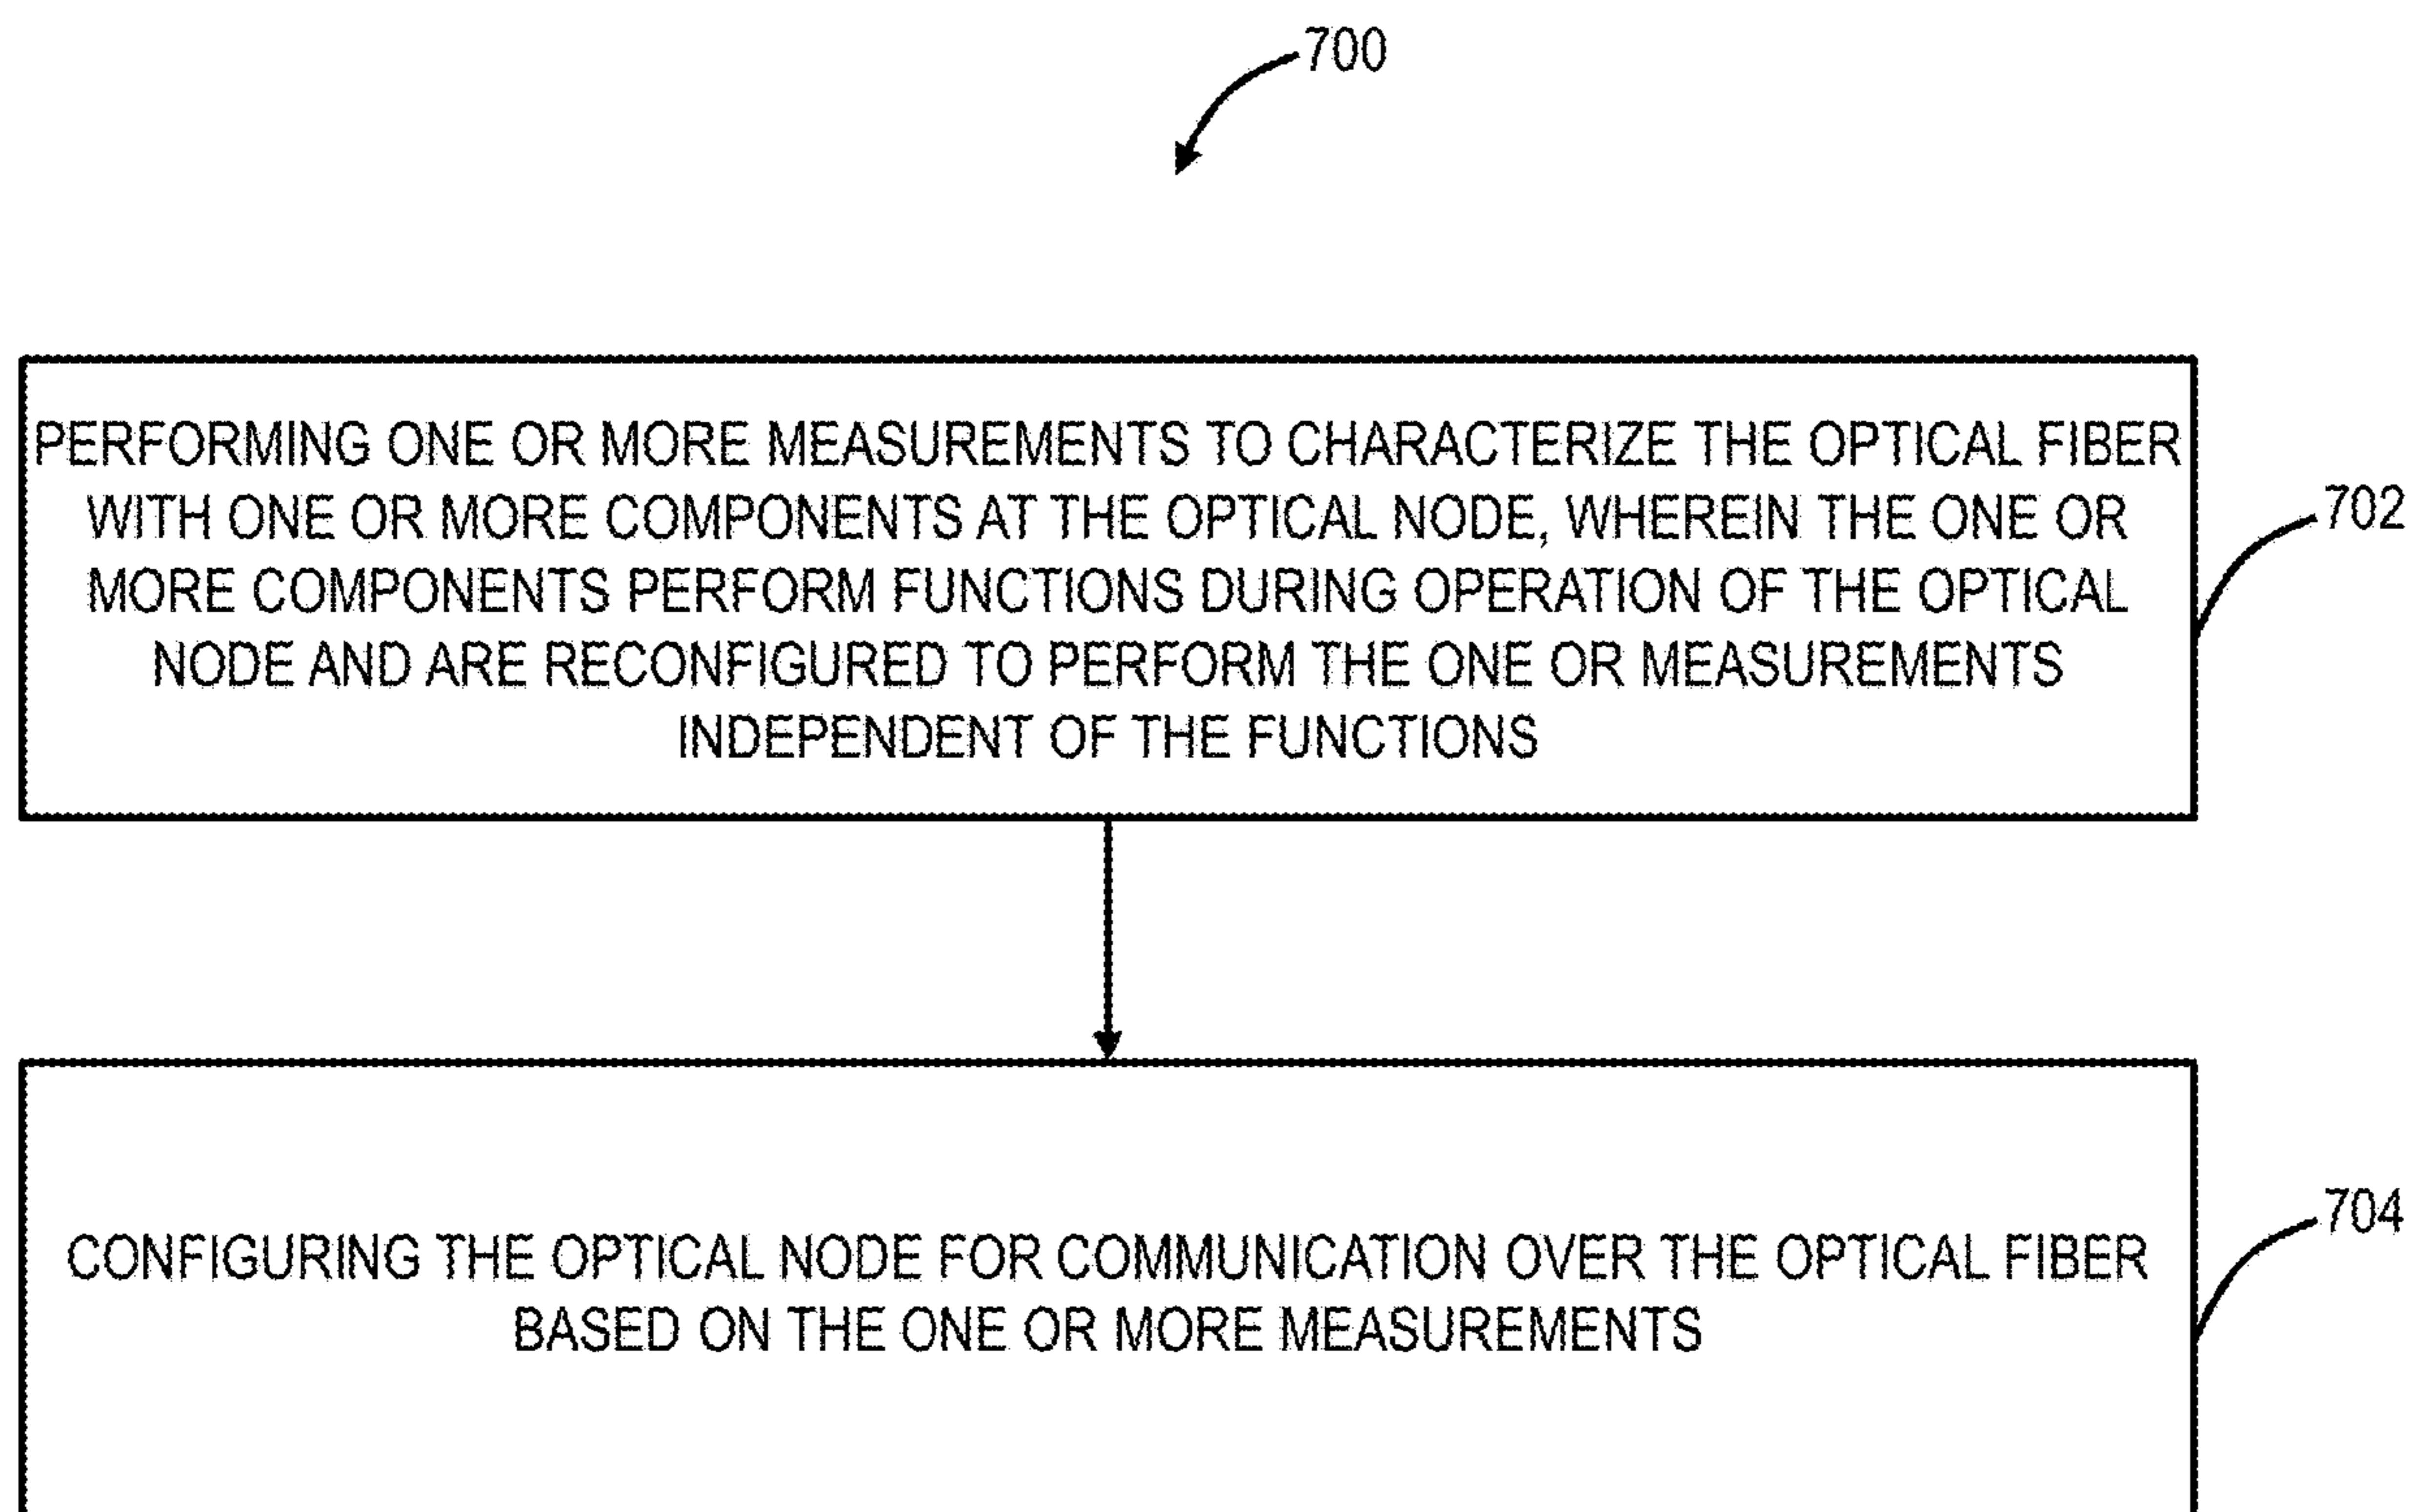 700
PERFORMING ONE OR MORE MEASUREMENTS TO CHARACTERIZE THE OPTICAL FIBER
WITH ONE OR MORE COMPONENTS AT THE OPTICAL NODE, WHEREIN THE ONE OR
MORE COMPONENTS PERFORM FUNCTIONS DURING OPERATION OF THE OPTICAL
NODE AND ARE RECONFIGURED TO PERFORM THE ONE OR MEASUREMENTS
INDEPENDENT OF THE FUNCTIONS
702
CONFIGURING THE OPTICAL NODE FOR COMMUNICATION OVER THE OPTICAL FIBER
BASED ON THE ONE OR MORE MEASUREMENTS
704